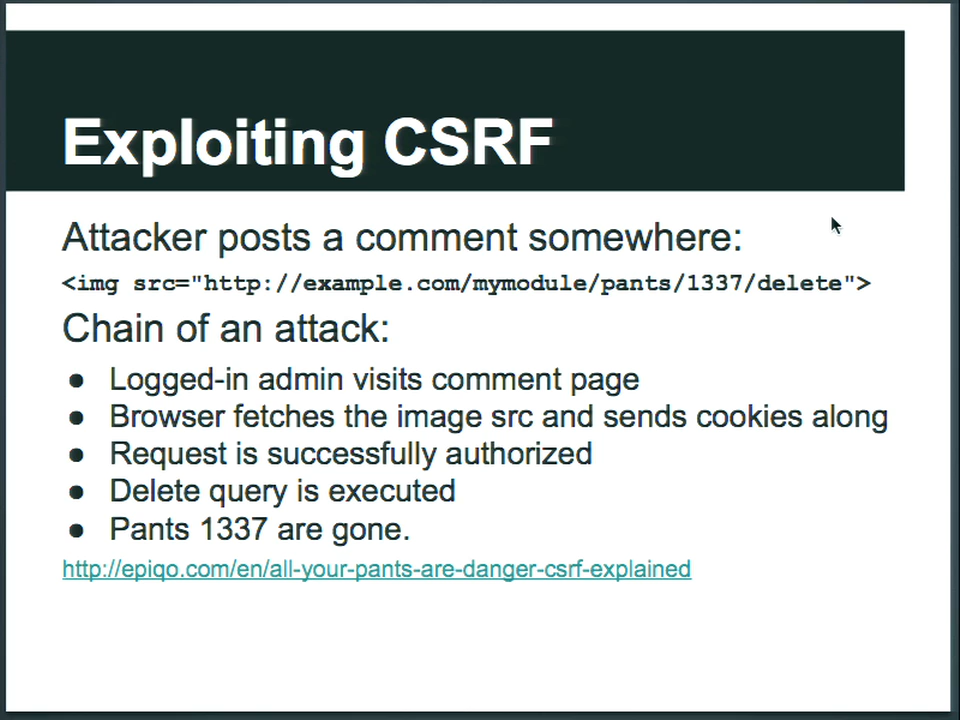 Exploiting CSRF
Attacker posts a comment somewhere:
<img src="http://example.com/mymodule/pants/1337/delete">
Chain of an attack:
● Logged-in admin visits comment page
● Browser fetches the image src and sends cookies along
● Request is successfully authorized
● Delete query is executed
● Pants 1337 are gone.
http://epiqo.com/en/all-your-pants-are-danger-csrf-explained